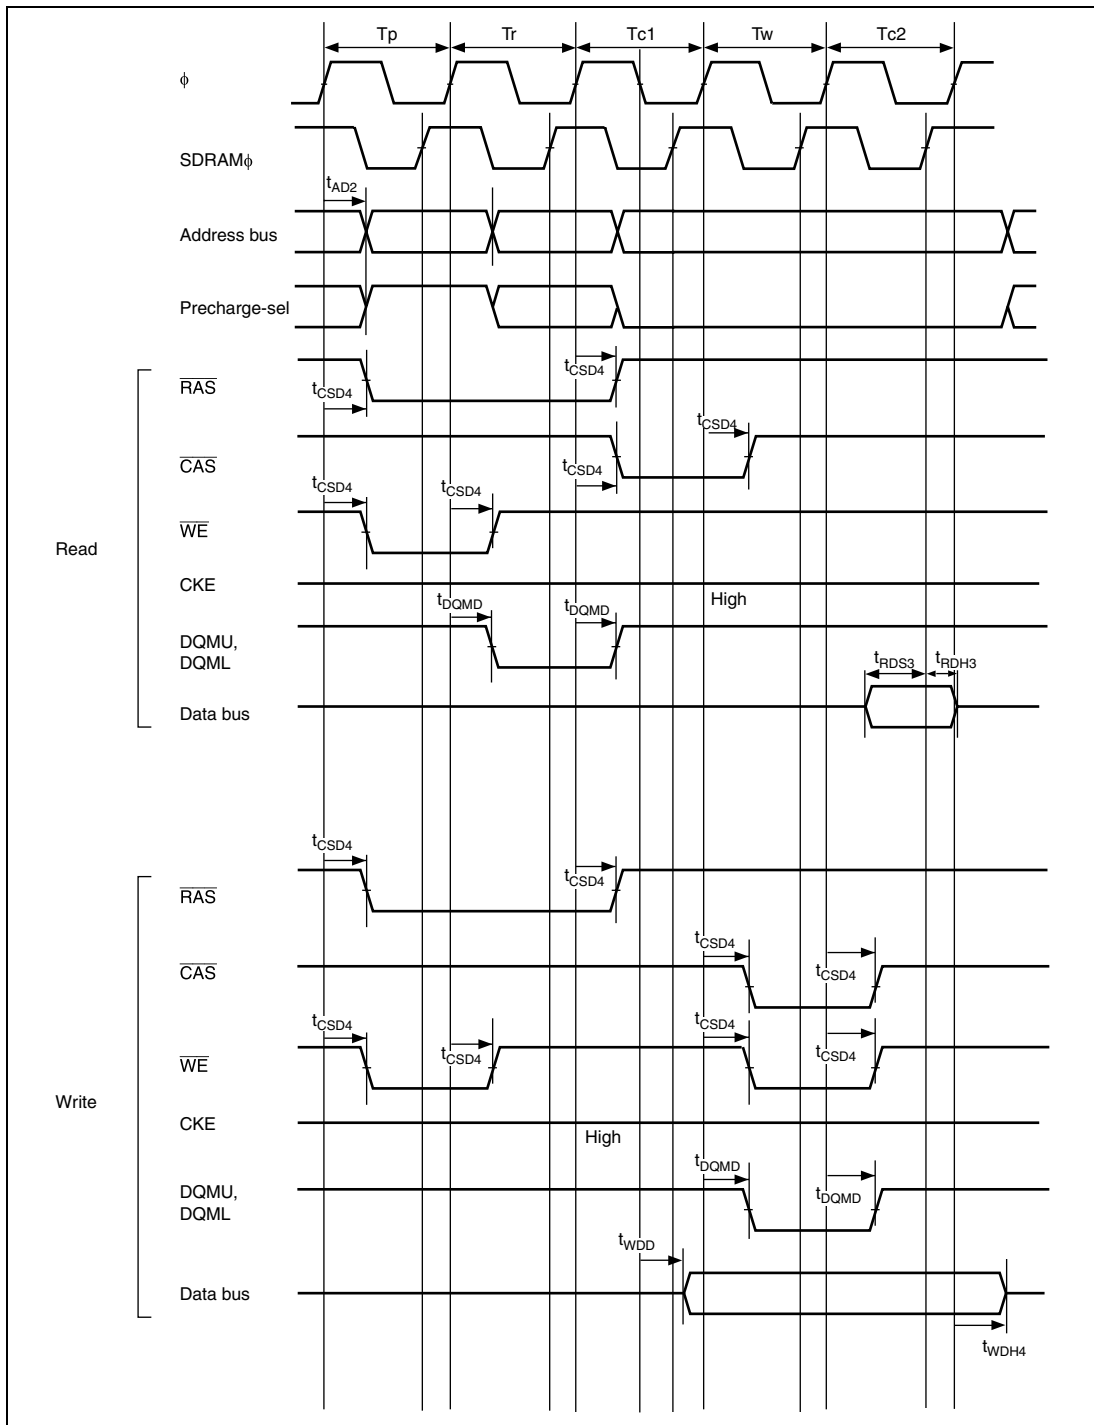 Tp Tr Tc1 Tw Tc2
ϕ
SDRAMϕ
tAD2
Address bus
Precharge-sel
Read
RAS
tCSD4 tCSD4
CAS
tCSD4 tCSD4
WE
tCSD4 tCSD4
CKE
High
DQMU,
DQML
tDQMD tDQMD
tRDS3 tRDH3
Data bus
Write
tCSD4 tCSD4
RAS
tCSD4 tCSD4
CAS
tCSD4 tCSD4 tCSD4 tCSD4
WE
CKE
High
tDQMD tDQMD
DQMU,
DQML
tWDD
Data bus
tWDH4